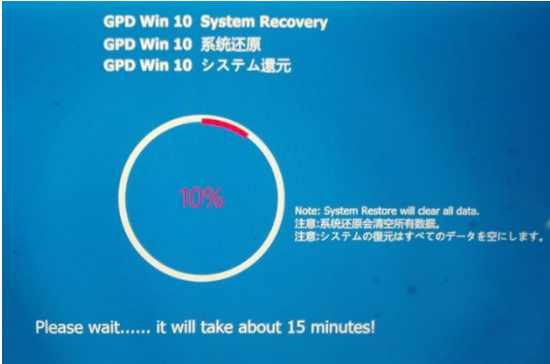 GPD Win 10 System Recovery
GPD Win 10 系统还原
GPD Win 10 システム還元
10%
Note: System Restore will clear all data.
注意:系统还原会清空所有数据。
注意:システムの復元はすべてのデータを空にします。
Please wait...... it will take about 15 minutes!